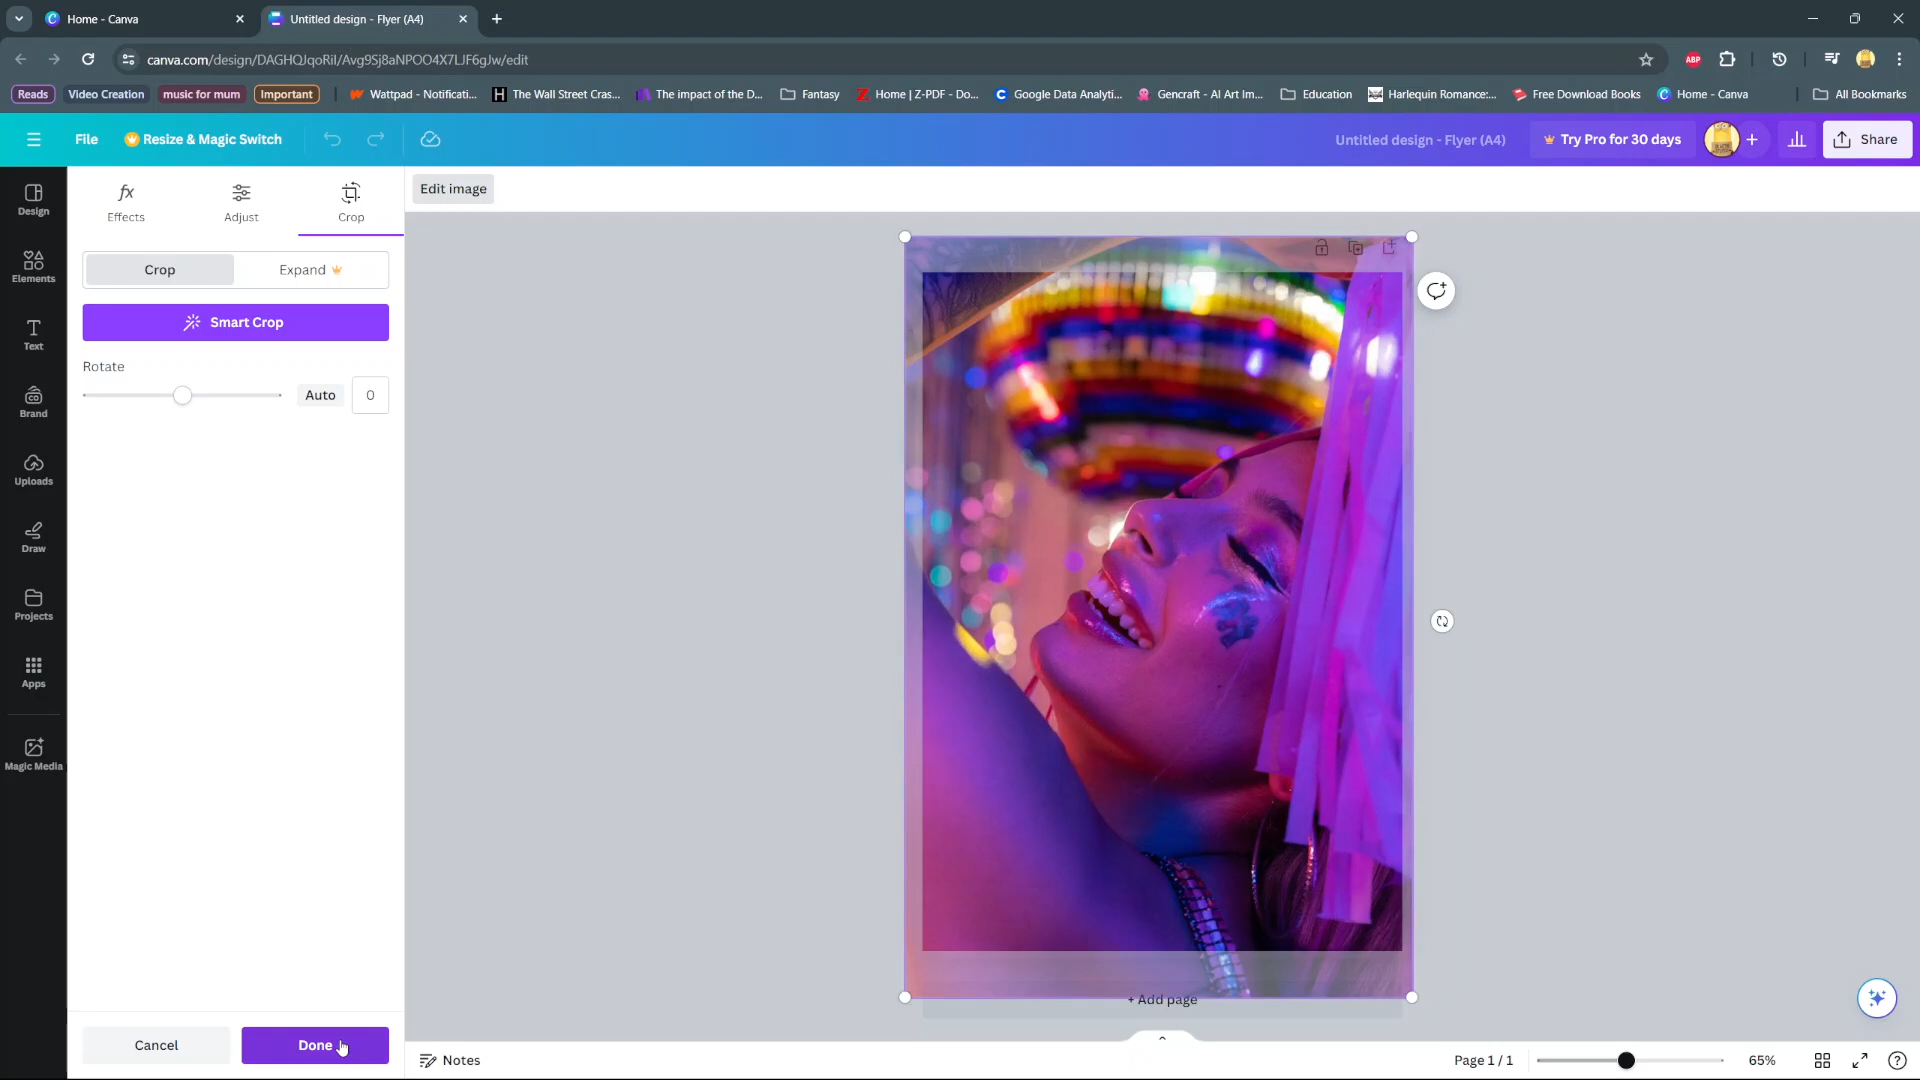 Home - Canva
Untitled design - Flyer (A4)
canva.com/design/DAGHQJqoRiI/Avg9Sj8aNPOO4X7LJF6gJw/edit
ABP
Reads
Video Creation
music for mum
Important
Wattpad - Notificati...
The Wall Street Cras...
The impact of the D...
Fantasy
Home | Z-PDF - Do...
Google Data Analyti...
Gencraft - AI Art Im...
Education
Harlequin Romance:...
Free Download Books
Home - Canva
All Bookmarks
File
Resize & Magic Switch
Untitled design - Flyer (A4)
Try Pro for 30 days
Share
Design
Elements
Text
Brand
Uploads
Draw
Projects
Apps
Magic Media
Effects
Adjust
Crop
Edit image
Crop
Expand
Smart Crop
Rotate
Auto
0
+ Add page
Cancel
Done
Notes
Page 1 / 1
65%